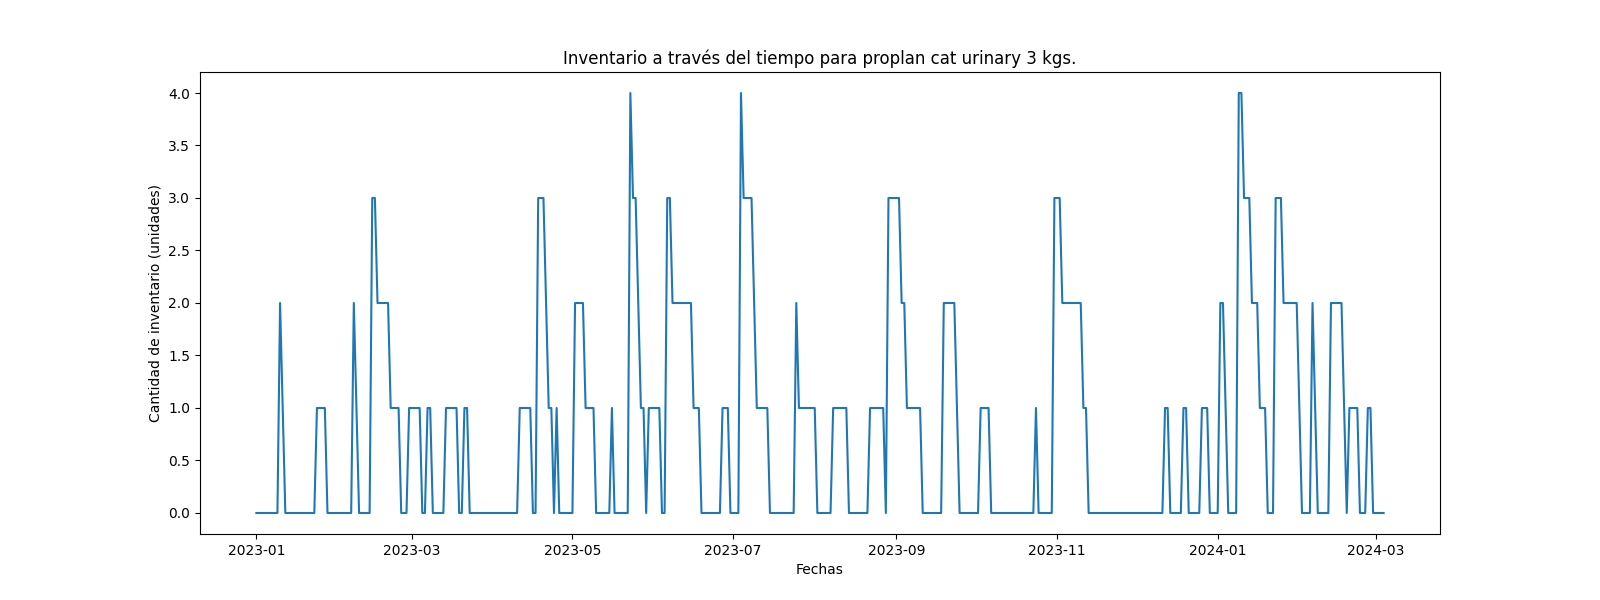 Inventario a través del tiempo para proplan cat urinary 3 kgs.
Cantidad de inventario (unidades)
4.0
3.5
3.0
2.5
2.0
1.5
1.0
0.5
0.0
2023-01 2023-03 2023-05 2023-07 2023-09 2023-11 2024-01 2024-03
Fechas